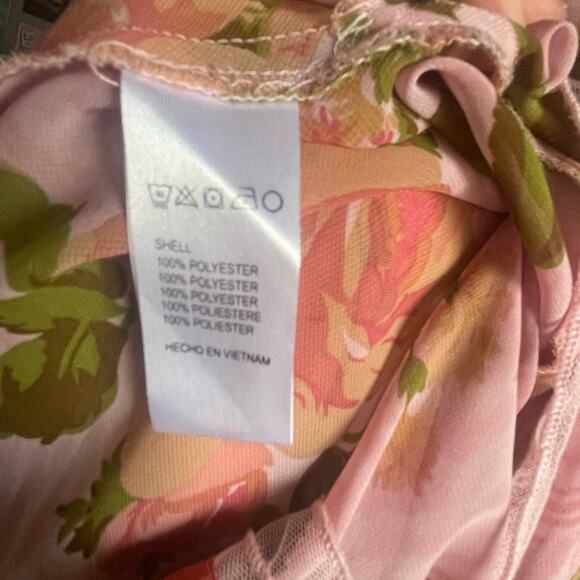 SHELL
100% POLYESTER
100% POLYESTER
100% POLYESTER
100% POLIESTERE
100% POLIESTER
HECHO EN VIETNAM